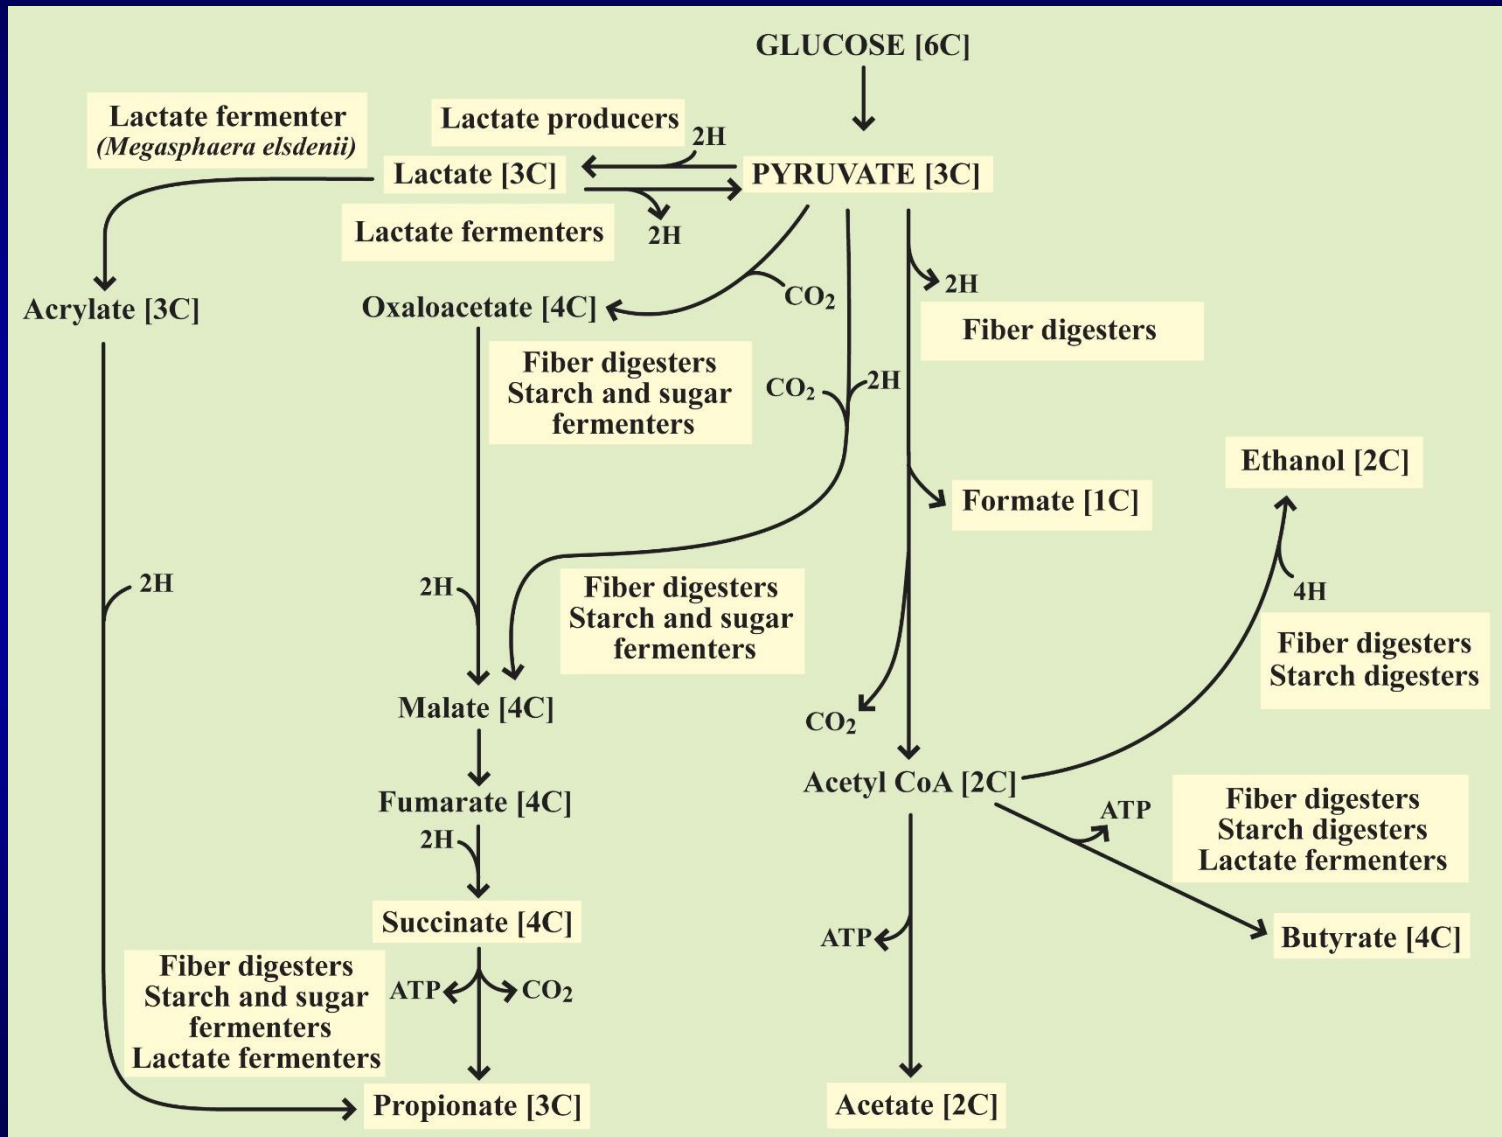 GLUCOSE [6C]
Lactate fermenter
(Megasphaera elsdenii)
Lactate producers
2H
Lactate [3C]
PYRUVATE [3C]
Lactate fermenters
2H
2H
CO₂
Acrylate [3C]
Oxaloacetate [4C]
Fiber digesters
Fiber digesters
Starch and sugar
fermenters
CO₂
2H
Ethanol [2C]
Formate [1C]
2H
2H
Fiber digesters
Starch and sugar
fermenters
4H
Fiber digesters
Starch digesters
Malate [4C]
CO₂
Acetyl CoA [2C]
Fumarate [4C]
2H
ATP
Fiber digesters
Starch digesters
Lactate fermenters
Succinate [4C]
ATP
Butyrate [4C]
Fiber digesters
Starch and sugar
fermenters
Lactate fermenters
ATP
CO₂
Propionate [3C]
Acetate [2C]